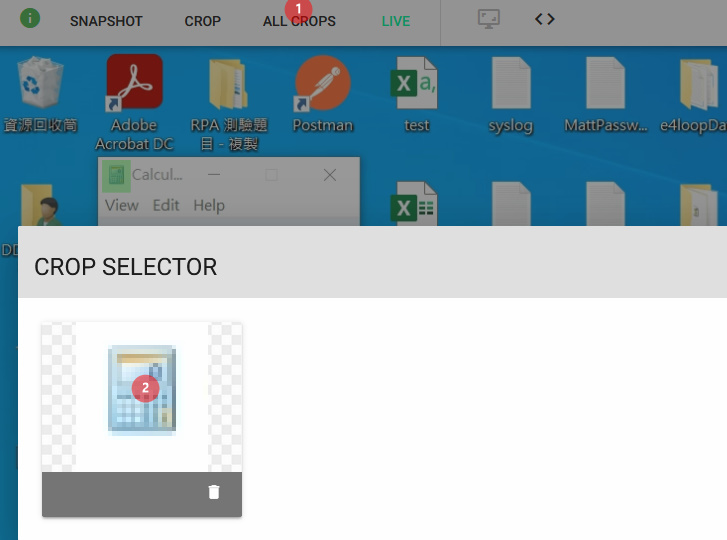 SNAPSHOT CROP ALL CROPS LIVE
1
資源回收筒
Adobe
Acrobat DC
RPA 測驗題
目 - 複製
Postman
test
syslog
MattPassw...
e4loopDa
Calcul...
View Edit Help
CROP SELECTOR
2